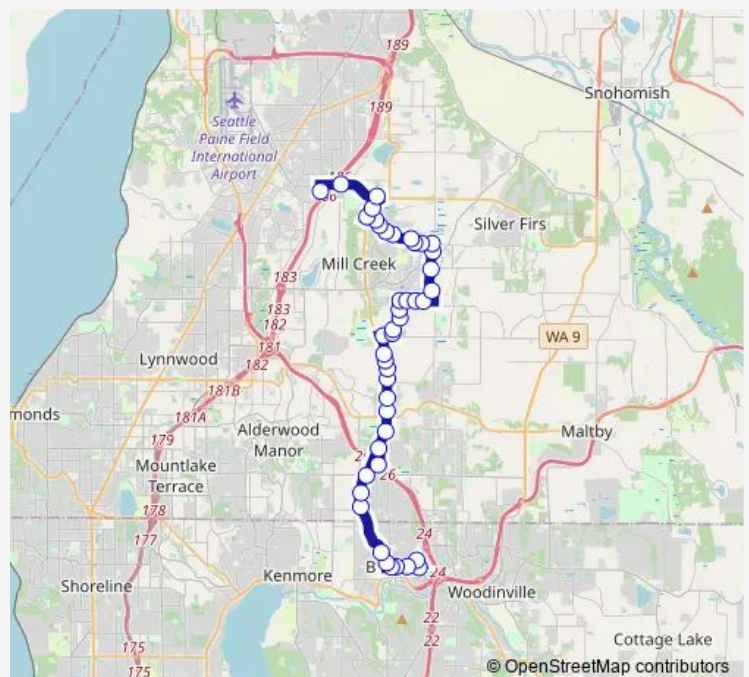 189
Snohomish
189
Seattle
Paine Field
International
Airport
Silver Firs
Mill Creek
183
183
182
WA 9
181
Lynnwood
182
181B
monds
181A
Alderwood
Manor
Maltby
179
Mountlake
Terrace
26
178
177
24
B
24
Kenmore
Shoreline
Woodinville
22
22
175
175
Cottage Lake
© OpenStreetMap contributors